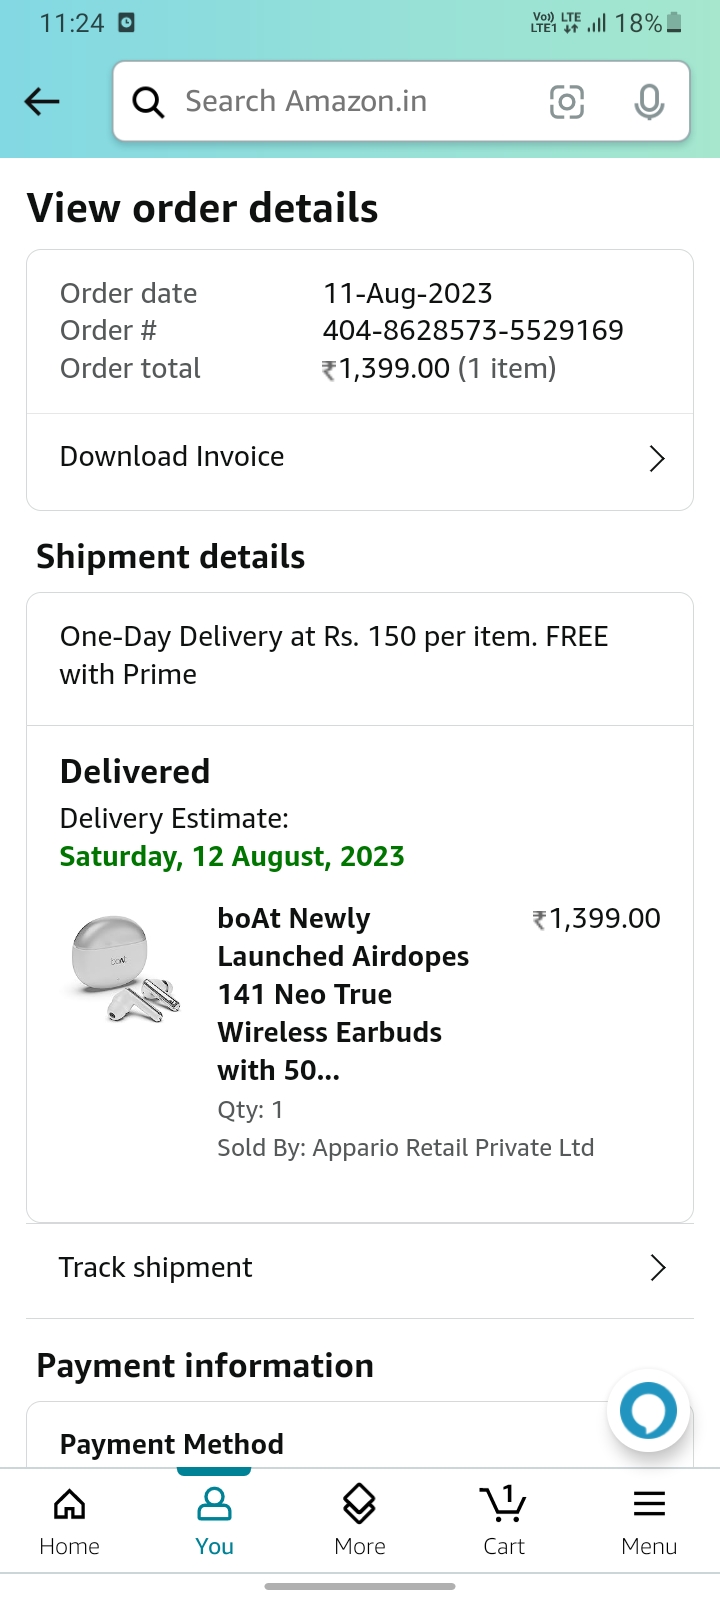 11:24
Vo)) LTE
LTE1
18%
Search Amazon.in
View order details
Order date 11-Aug-2023
Order # 404-8628573-5529169
Order total ₹1,399.00 (1 item)
Download Invoice
Shipment details
One-Day Delivery at Rs. 150 per item. FREE
with Prime
Delivered
Delivery Estimate:
Saturday, 12 August, 2023
boAt
boAt Newly ₹1,399.00
Launched Airdopes
141 Neo True
Wireless Earbuds
with 50...
Qty: 1
Sold By: Appario Retail Private Ltd
Track shipment
Payment information
Payment Method
1
Home You More Cart Menu